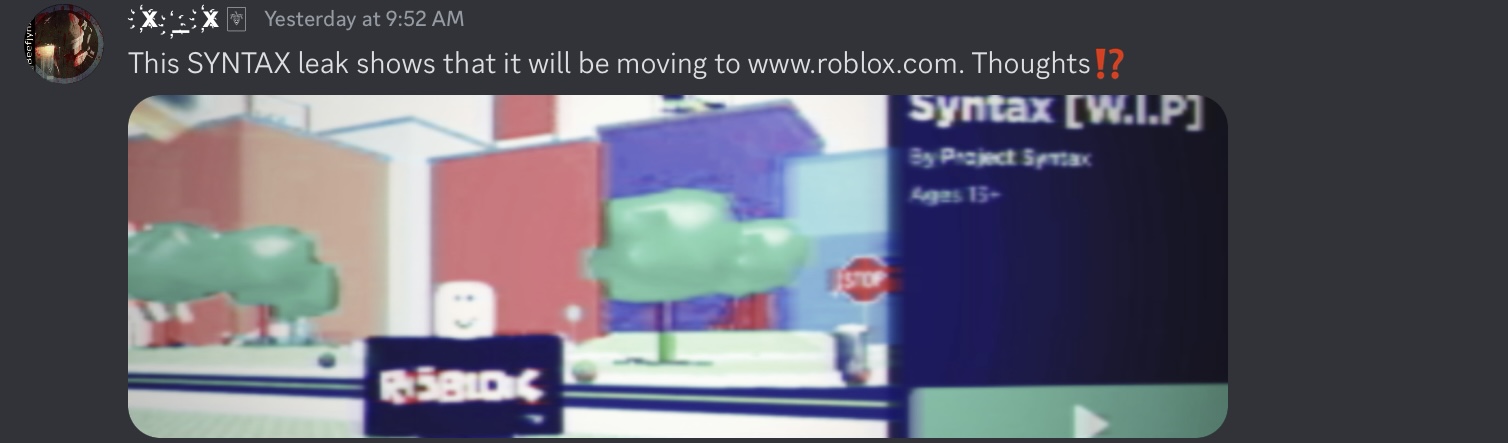 Yesterday at 9:52 AM
This SYNTAX leak shows that it will be moving to www.roblox.com. Thoughts⁉️
Syntax [W.I.P]
By Project Syntax
Ages 13+
STOP
ROBLOX